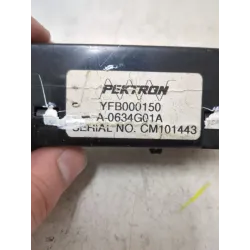 PEKTRON
YFB000150
A-0634G01A
SERIAL NO. CM101443